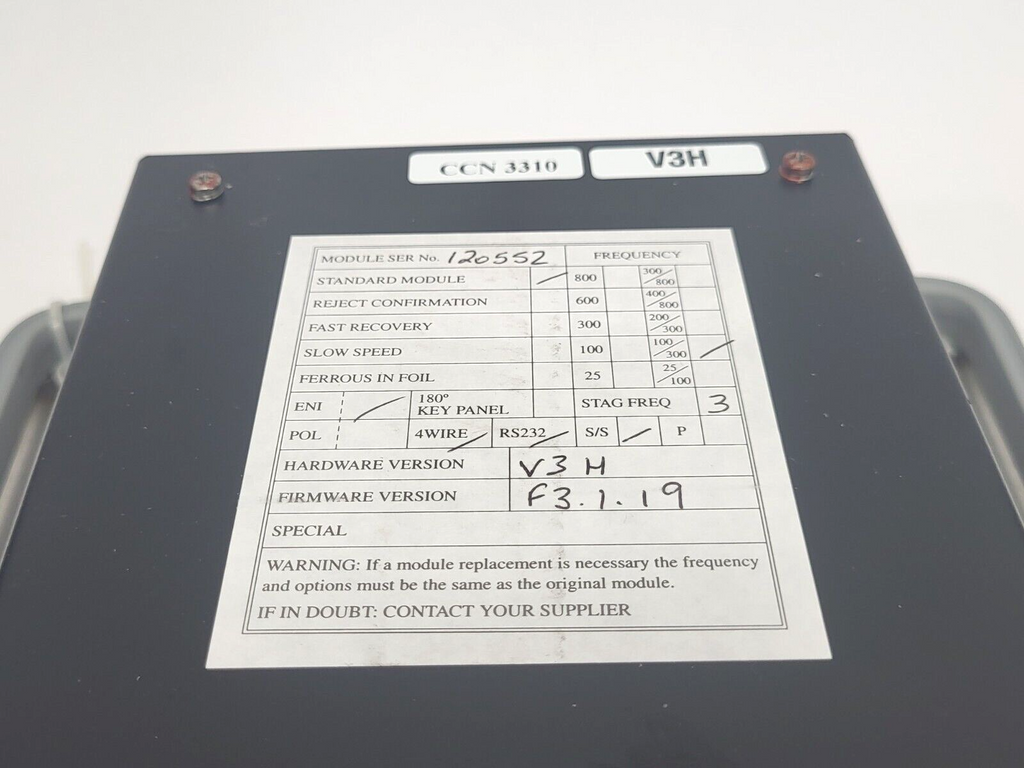 CCN 3310 V3H
MODULE SER No. 120552 FREQUENCY
STANDARD MODULE / 800 300/800
REJECT CONFIRMATION 600 400/800
FAST RECOVERY 300 200/300
SLOW SPEED 100 100/300 /
FERROUS IN FOIL 25 25/100
ENI / 180º KEY PANEL STAG FREQ 3
POL 4WIRE / RS232 / S/S / P
HARDWARE VERSION V3H
FIRMWARE VERSION F3.1.19
SPECIAL
WARNING: If a module replacement is necessary the frequency
and options must be the same as the original module.
IF IN DOUBT: CONTACT YOUR SUPPLIER